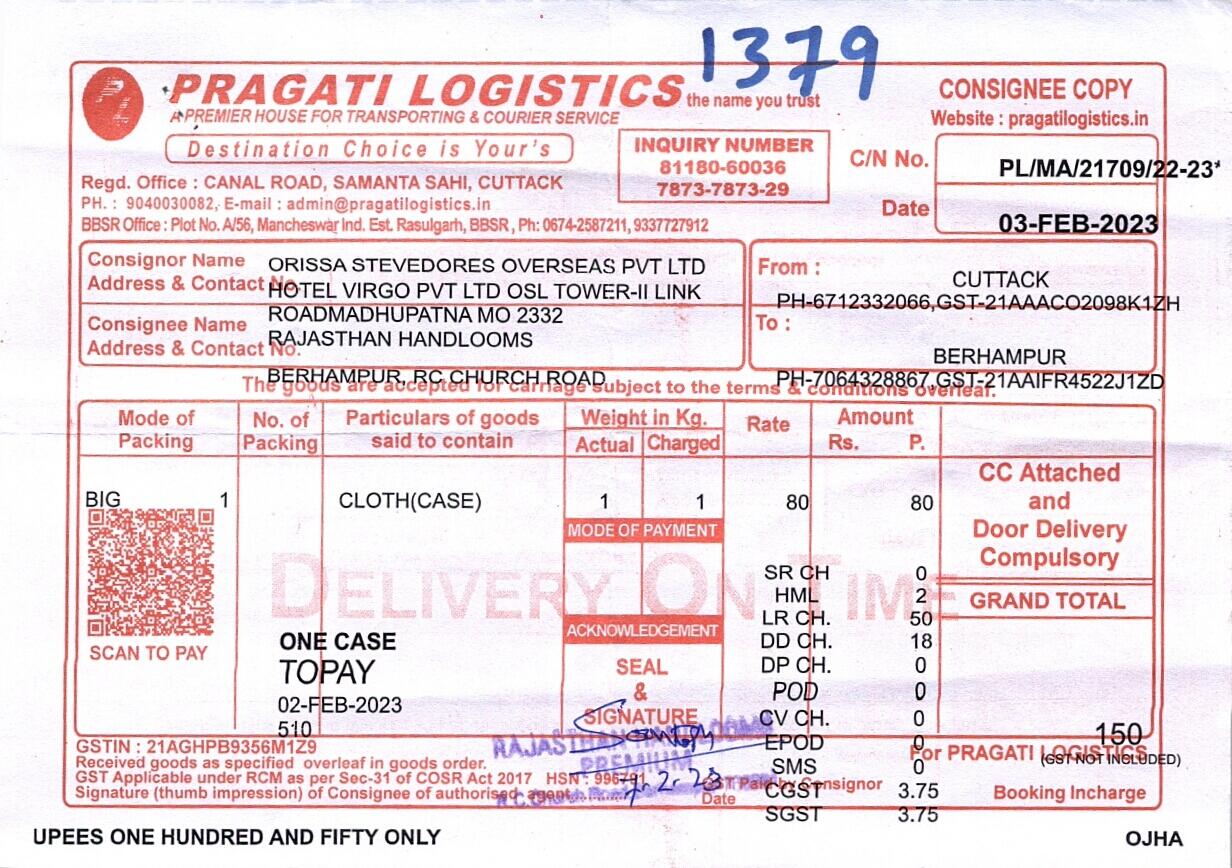 1379
PRAGATI LOGISTICS the name you trust
A PREMIER HOUSE FOR TRANSPORTING & COURIER SERVICE
Destination Choice is Your's
CONSIGNEE COPY
Website : pragatilogistics.in
INQUIRY NUMBER
81180-60036
7873-7873-29
C/N No. PL/MA/21709/22-23*
Date 03-FEB-2023
Regd. Office : CANAL ROAD, SAMANTA SAHI, CUTTACK
PH. : 9040030082, E-mail : admin@pragatilogistics.in
BBSR Office : Plot No. A/56, Mancheswar Ind. Est. Rasulgarh, BBSR , Ph: 0674-2587211, 9337727912
Consignor Name
Address & Contact No.
ORISSA STEVEDORES OVERSEAS PVT LTD
HOTEL VIRGO PVT LTD OSL TOWER-II LINK
ROADMADHUPATNA MO 2332
From :
CUTTACK
PH-6712332066,GST-21AAACO2098K1ZH
Consignee Name
Address & Contact No.
RAJASTHAN HANDLOOMS
BERHAMPUR, RC CHURCH ROAD
To :
BERHAMPUR
PH-7064328867,GST-21AAIFR4522J1ZD
The goods are accepted for carriage subject to the terms & conditions overleaf.
Mode of Packing
No. of Packing
Particulars of goods said to contain
Weight in Kg.
Actual Charged
Rate
Amount
Rs. P.
BIG 1 CLOTH(CASE) 1 1 80 80
CC Attached
and
Door Delivery
Compulsory
GRAND TOTAL
MODE OF PAYMENT
DELIVERY ON TIME
SR CH 0
HML 2
LR CH. 50
DD CH. 18
DP CH. 0
POD 0
CV CH. 0
EPOD 0
SMS 0
CGST 3.75
SGST 3.75
SCAN TO PAY
ONE CASE
TOPAY
02-FEB-2023
510
ACKNOWLEDGEMENT
SEAL
&
SIGNATURE
RAJASTHAN HANDLOOMS
PREMIUM
150
(GST NOT INCLUDED)
For PRAGATI LOGISTICS
GSTIN : 21AGHPB9356M1Z9
Received goods as specified overleaf in goods order.
GST Applicable under RCM as per Sec-31 of COSR Act 2017 HSN : 996791
GST Paid by Consignor
Signature (thumb impression) of Consignee of authorised agent
Date
Booking Incharge
UPEES ONE HUNDRED AND FIFTY ONLY
OJHA